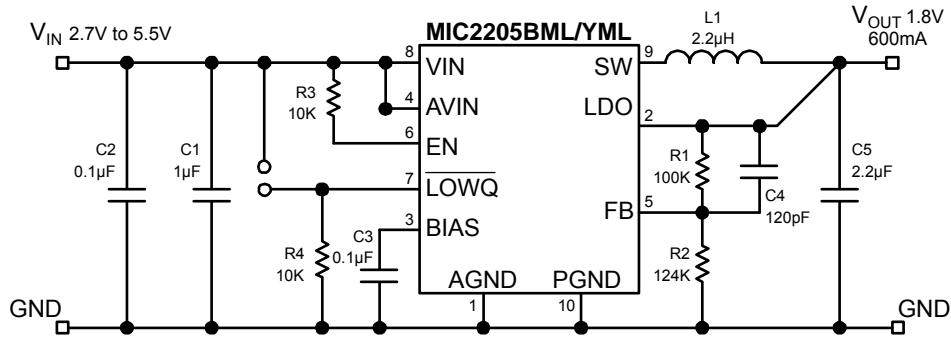 MIC2205BML/YML
VIN 2.7V to 5.5V
VOUT 1.8V
600mA
L1
2.2µH
8
VIN
SW
9
4
AVIN
LDO
2
R3
10K
6
EN
C2
0.1µF
C1
1µF
7
LOWQ
R1
100K
C4
120pF
C5
2.2µF
FB
5
3
BIAS
C3
0.1µF
R4
10K
R2
124K
AGND
PGND
1
10
GND
GND